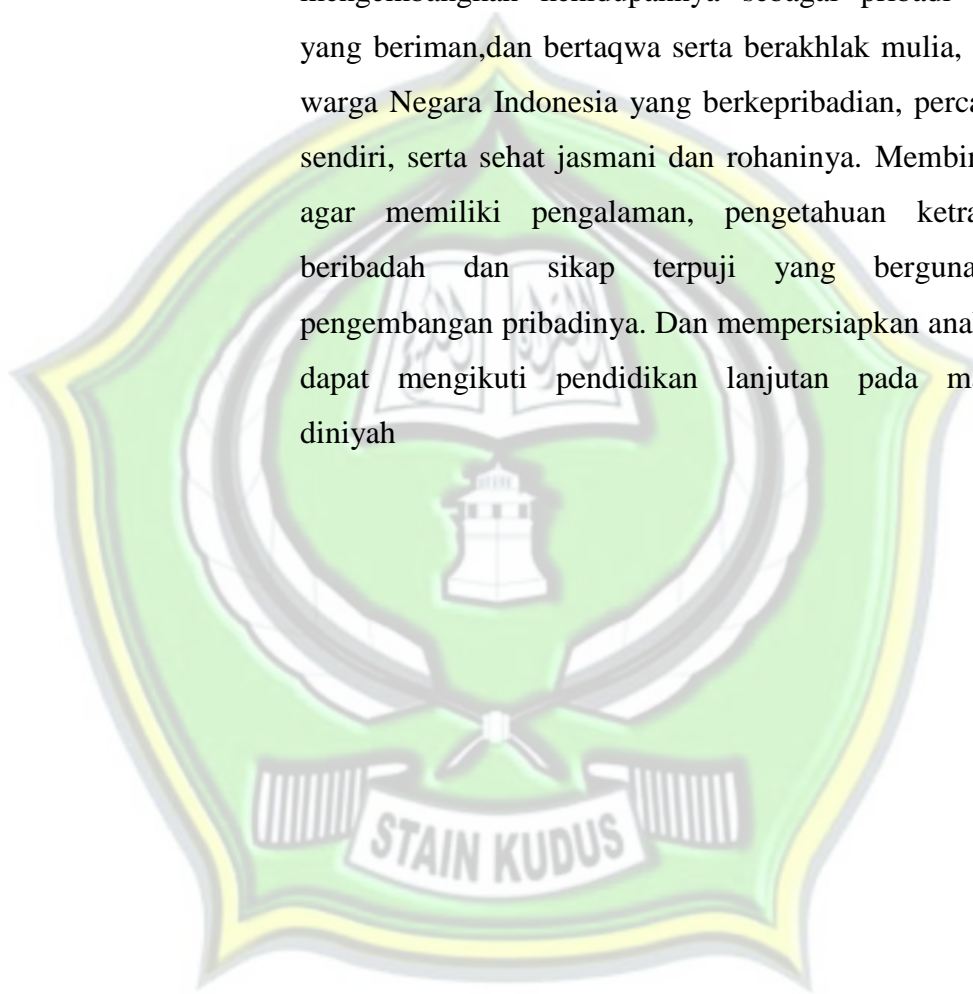 yang beriman,dan bertaqwa serta berakhlak mulia,
warga Negara Indonesia yang berkepribadian,
sendiri, serta sehat jasmani dan rohaninya.
agar memiliki pengalaman, pengetahuan
beribadah dan sikap terpuji yang
pengembangan pribadinya. Dan mempersiapkan
dapat mengikuti pendidikan lanjutan pada
diniyah
STAIN KUDUS